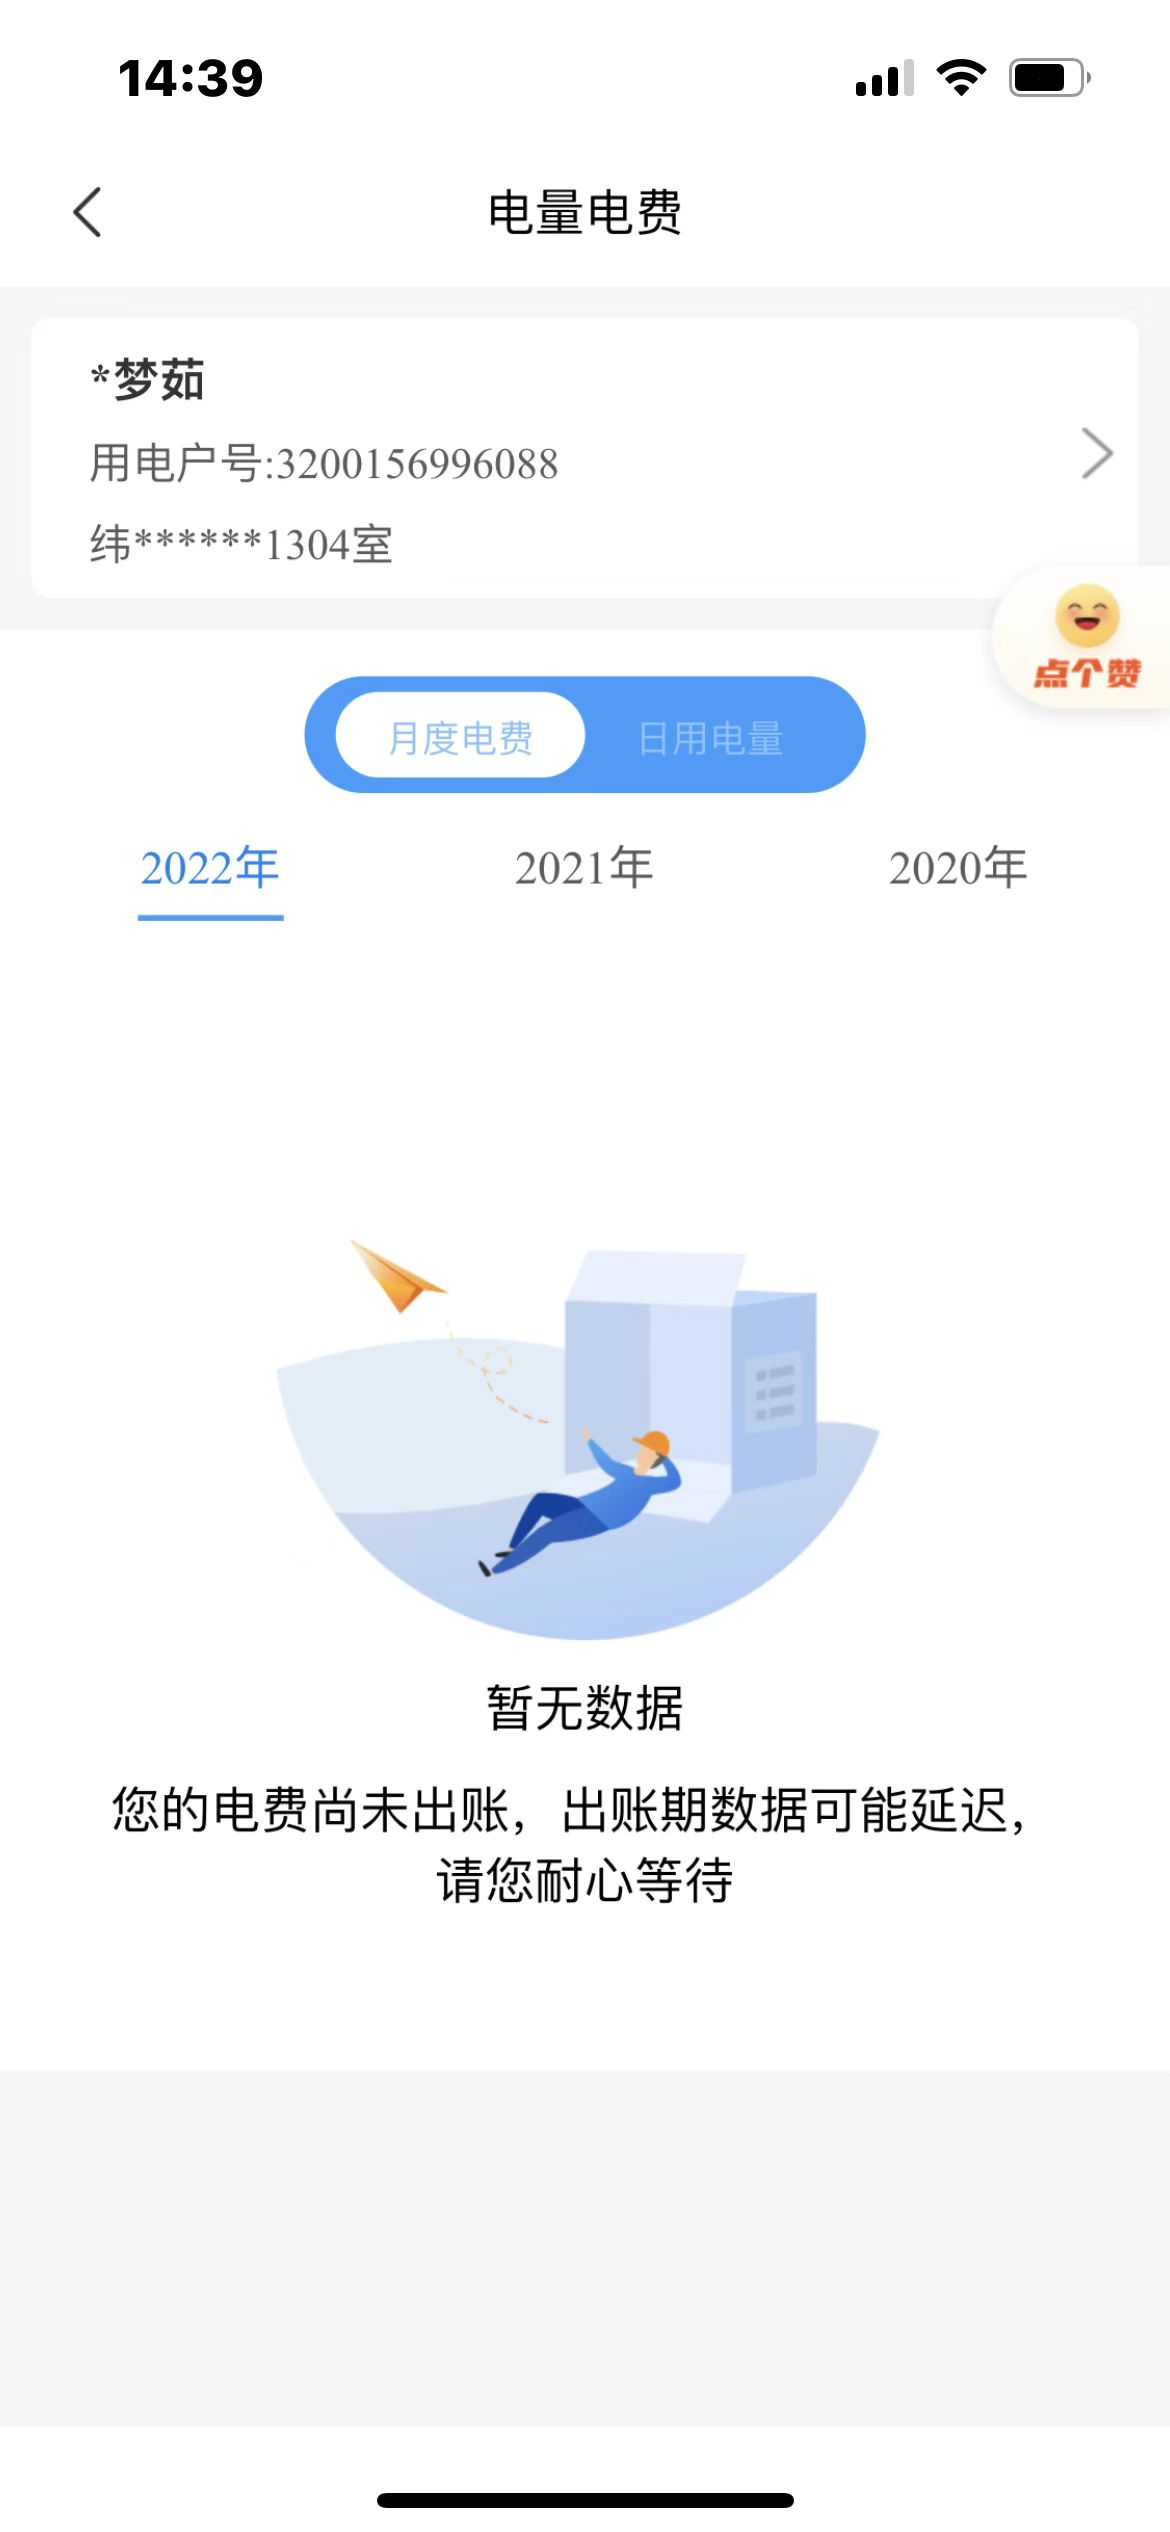 14:39
电量电费
*梦茹
用电户号:3200156996088
纬******1304室
点个赞
月度电费 日用电量
2022年 2021年 2020年
暂无数据
您的电费尚未出账，出账期数据可能延迟，
请您耐心等待